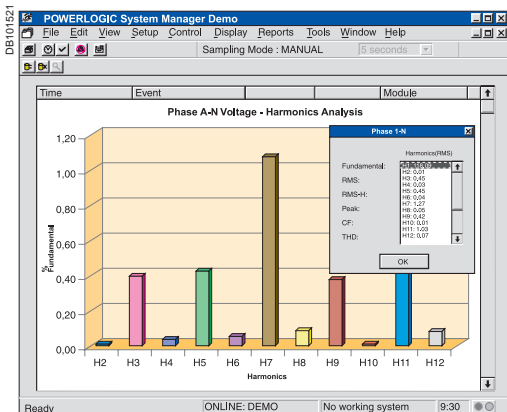 DB101521
POWERLOGIC System Manager Demo
File Edit View Setup Control Display Reports Tools Window Help
Sampling Mode : MANUAL 5 seconds
Time Event Module
Phase A-N Voltage - Harmonics Analysis
1,20
1,00
0,80
0,60
0,40
0,20
0,00
% Fundamental
H2 H3 H4 H5 H6 H7 H8 H9 H10 H11 H12
Harmonics
Phase 1-N
Harmonics(RMS)
Fundamental:
RMS:
RMS-H:
Peak:
CF:
THD:
H2: 0.01
H3: 0,45
H4: 0.03
H5: 0.45
H6: 0,04
H7: 1.27
H8: 0.05
H9: 0,42
H10: 0.01
H11: 1.03
H12: 0,07
OK
Ready ONLINE: DEMO No working system 9:30